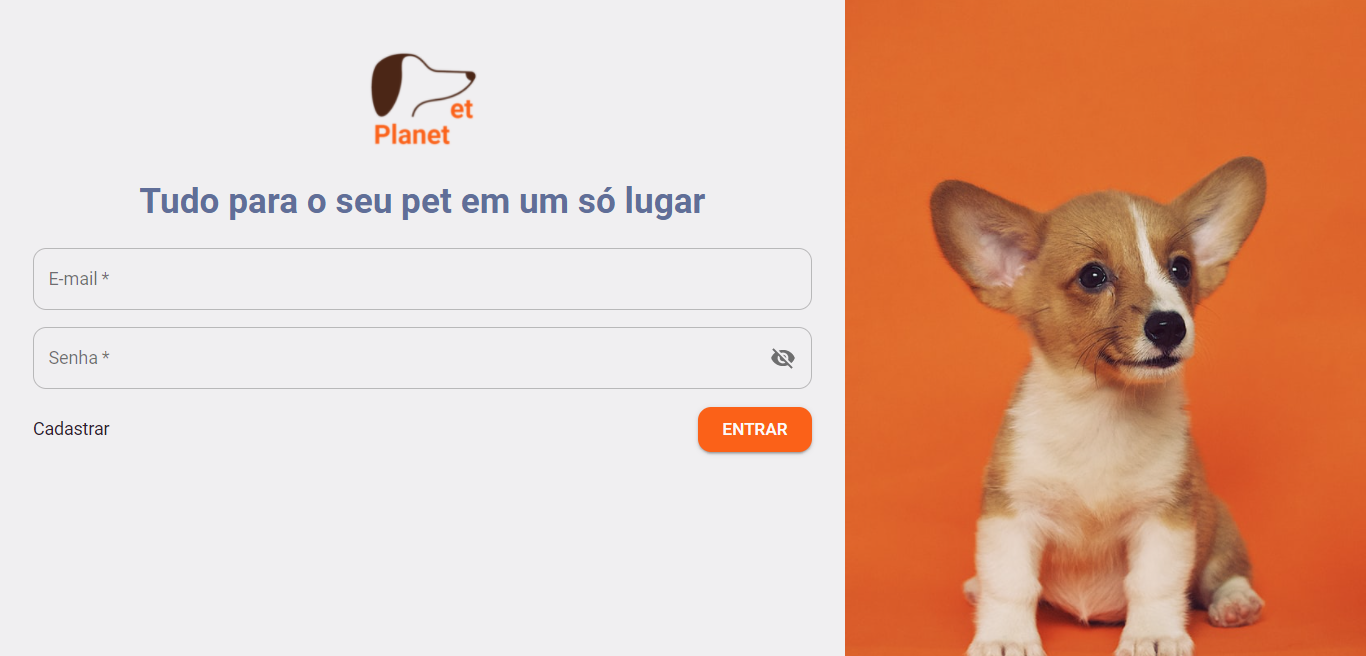 et
Planet
Tudo para o seu pet em um só lugar
E-mail *
Senha *
Cadastrar
ENTRAR